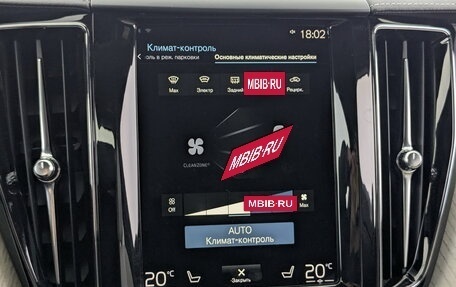 18:02
Климат-контроль
оль в реж. парковки Основные климатические настройки
Max Электр Задний Рецирк.
MBIB·RU
CLEANZONE
MBIB·RU
Off MBIB·RU Max
AUTO
Климат-контроль
20°C 20°C
Закрыть